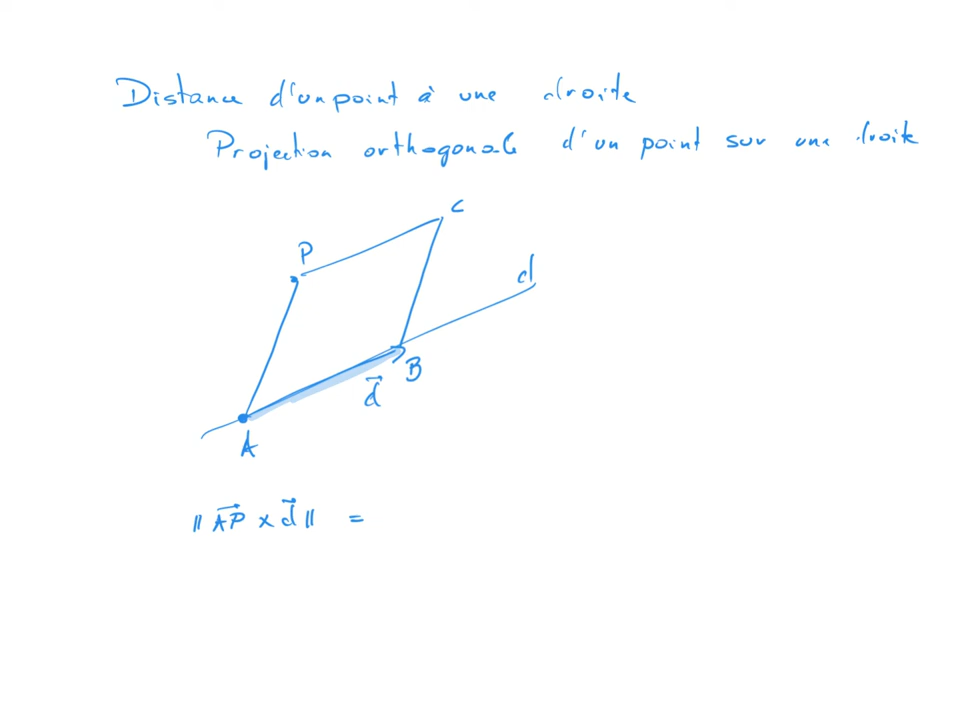 Distance d'un point à une droite
Projection orthogonale d'un point sur une droite
C
P
d
B
d⃗
A
‖ AP⃗ × d⃗ ‖ =